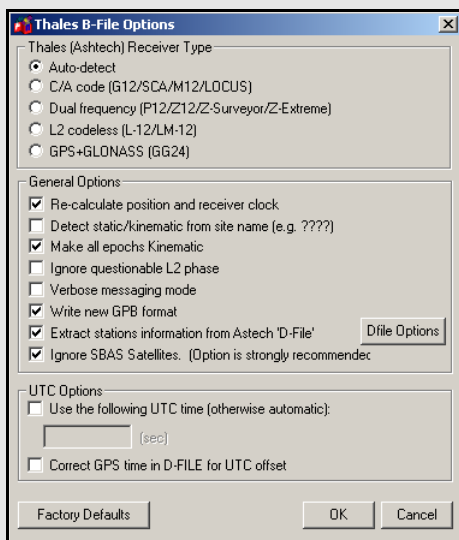 Thales B-File Options
Thales (Ashtech) Receiver Type
Auto-detect
C/A code (G12/SCA/M12/LOCUS)
Dual frequency (P12/Z12/Z-Surveyor/Z-Extreme)
L2 codeless (L-12/LM-12)
GPS+GLONASS (GG24)
General Options
Re-calculate position and receiver clock
Detect static/kinematic from site name (e.g. ????)
Make all epochs Kinematic
Ignore questionable L2 phase
Verbose messaging mode
Write new GPB format
Extract stations information from Astech 'D-File'
Dfile Options
Ignore SBAS Satellites. (Option is strongly recommended
UTC Options
Use the following UTC time (otherwise automatic):
(sec)
Correct GPS time in D-FILE for UTC offset
Factory Defaults
OK
Cancel